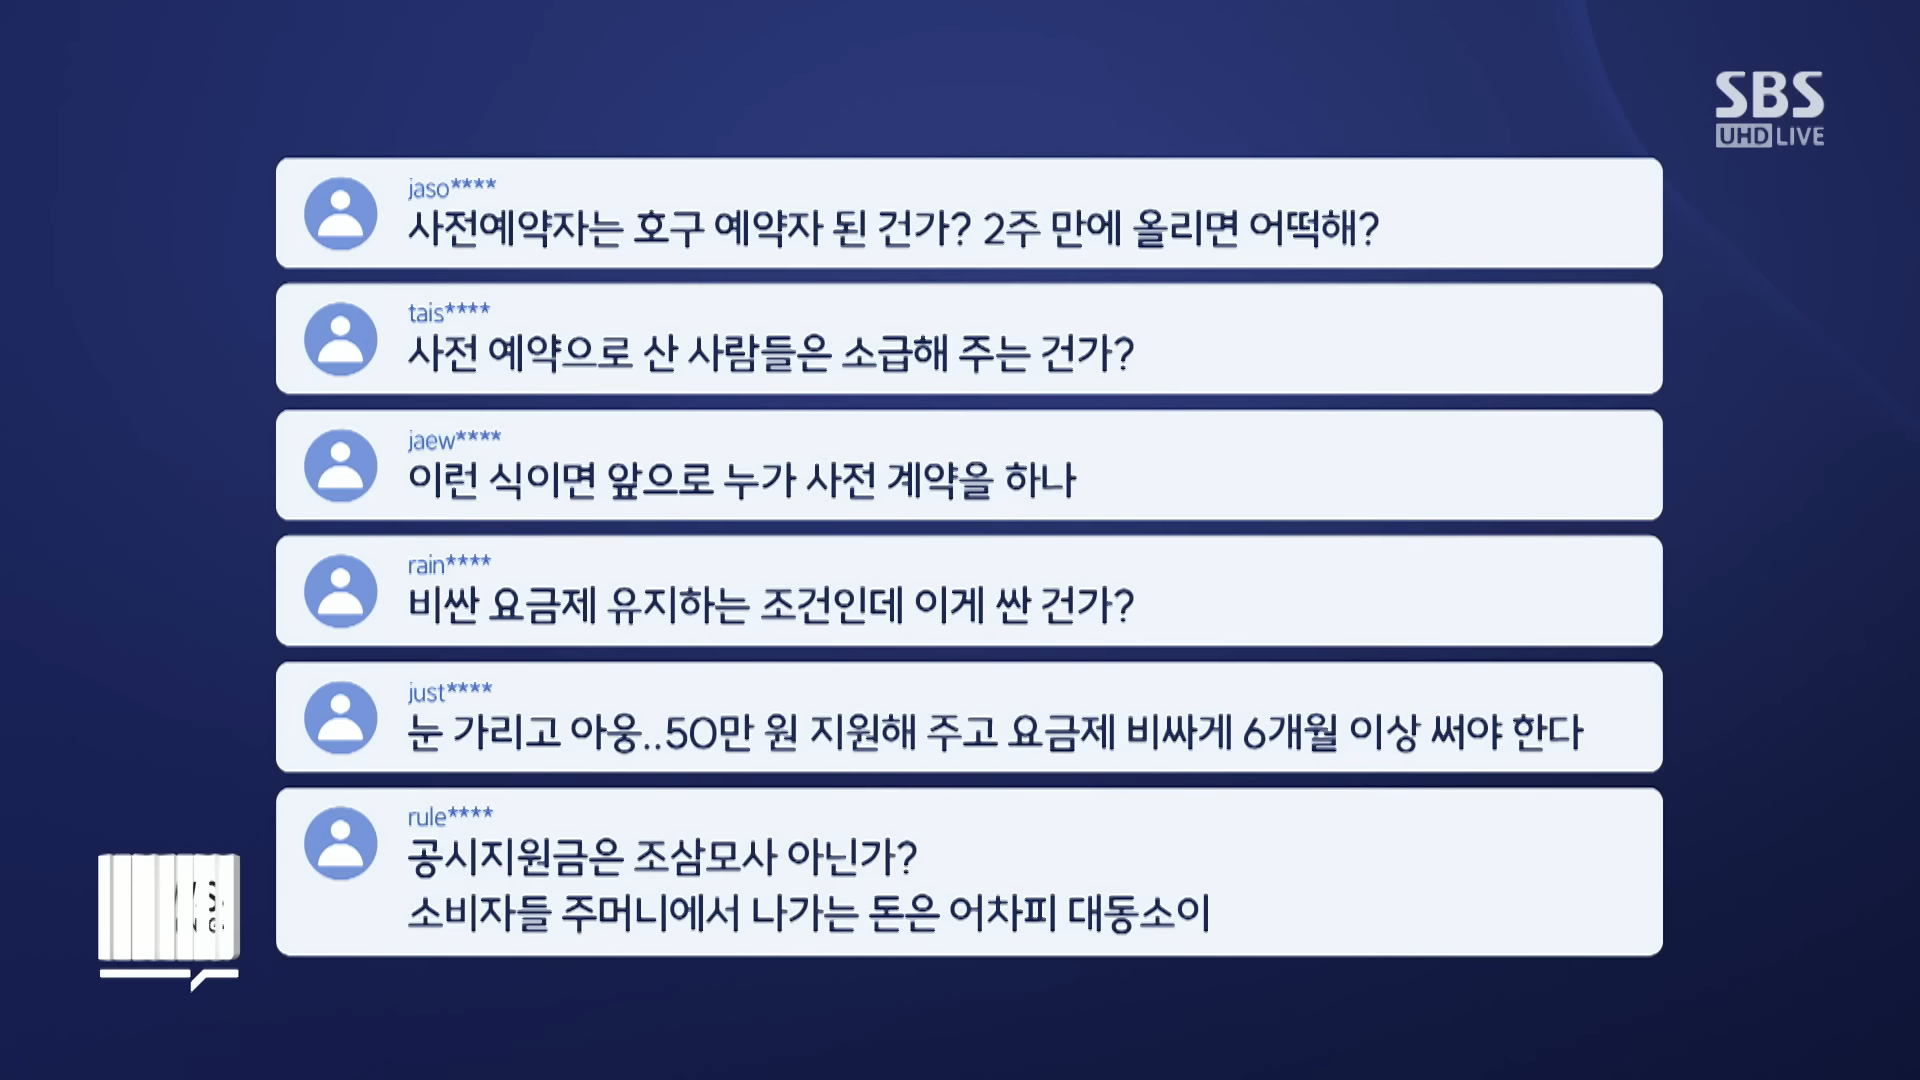 SBS
UHD LIVE
jaso****
사전예약자는 호구 예약자 된 건가? 2주 만에 올리면 어떡해?
tais****
사전 예약으로 산 사람들은 소급해 주는 건가?
jaew****
이런 식이면 앞으로 누가 사전 계약을 하나
rain****
비싼 요금제 유지하는 조건인데 이게 싼 건가?
just****
눈 가리고 아웅..50만 원 지원해 주고 요금제 비싸게 6개월 이상 써야 한다
rule****
공시지원금은 조삼모사 아닌가?
소비자들 주머니에서 나가는 돈은 어차피 대동소이